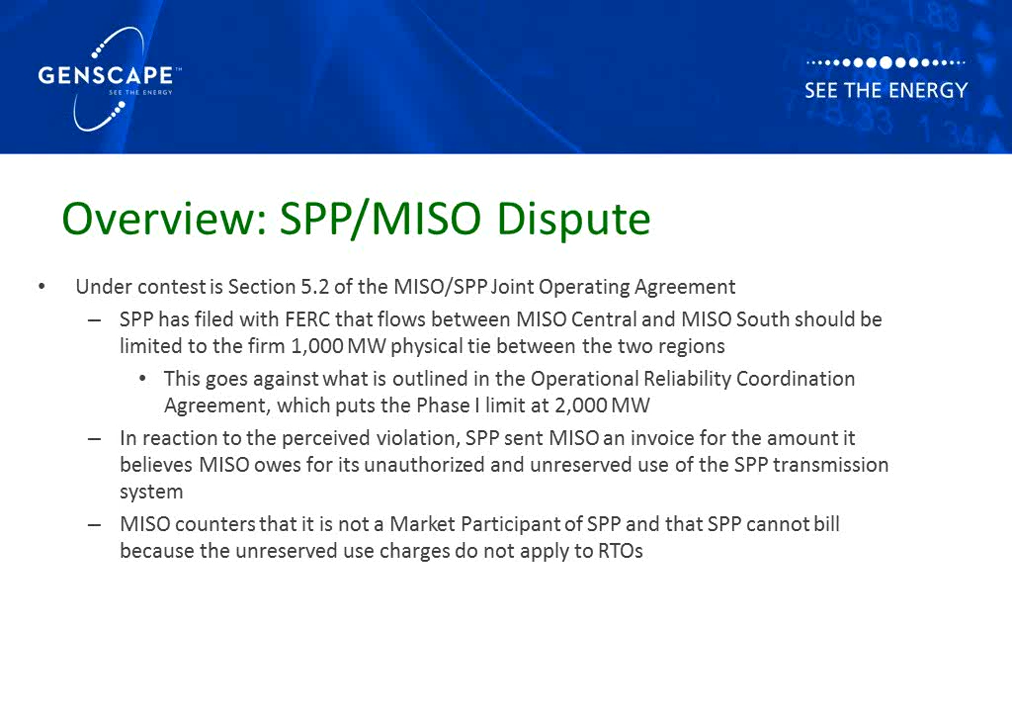 GENSCAPE™
SEE THE ENERGY
SEE THE ENERGY
Overview: SPP/MISO Dispute
• Under contest is Section 5.2 of the MISO/SPP Joint Operating Agreement
– SPP has filed with FERC that flows between MISO Central and MISO South should be
limited to the firm 1,000 MW physical tie between the two regions
• This goes against what is outlined in the Operational Reliability Coordination
Agreement, which puts the Phase I limit at 2,000 MW
– In reaction to the perceived violation, SPP sent MISO an invoice for the amount it
believes MISO owes for its unauthorized and unreserved use of the SPP transmission
system
– MISO counters that it is not a Market Participant of SPP and that SPP cannot bill
because the unreserved use charges do not apply to RTOs